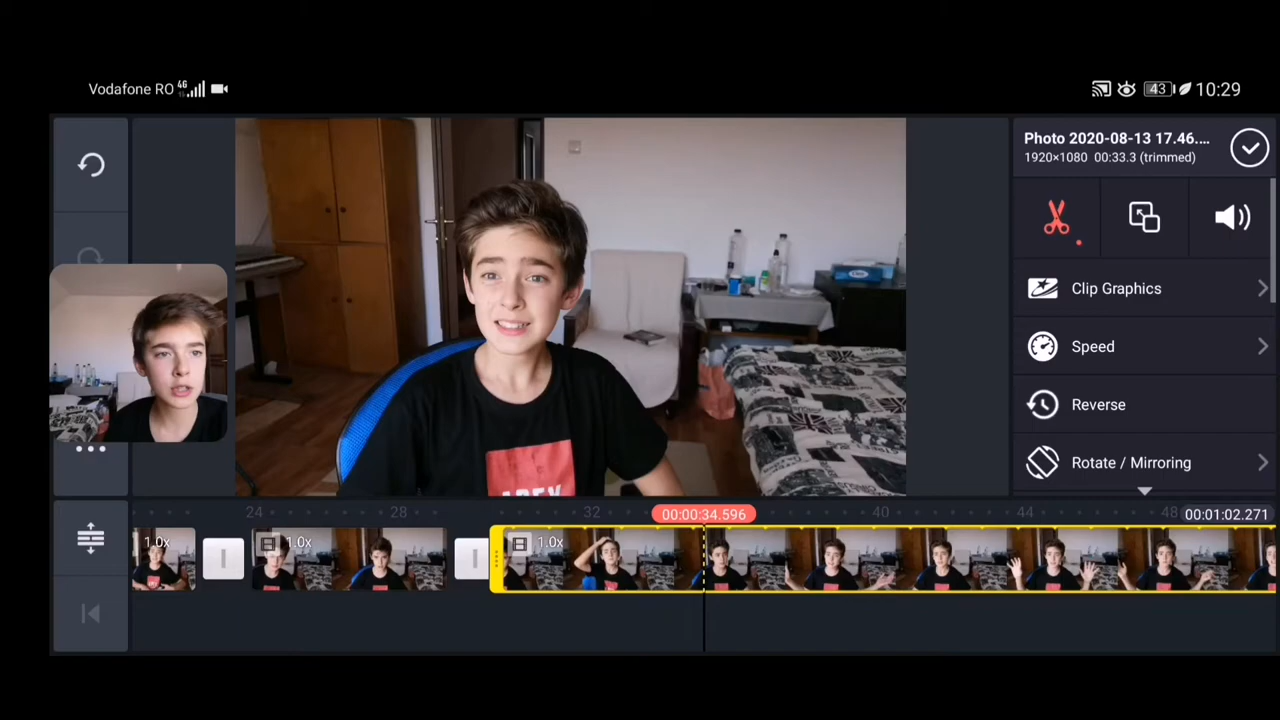 Vodafone RO 4G
43 10:29
Photo 2020-08-13 17.46....
1920×1080 00:33.3 (trimmed)
Clip Graphics
Speed
Reverse
Rotate / Mirroring
24 28 32 00:00:34.596 40 44 48 00:01:02.271
1.0x 1.0x 1.0x